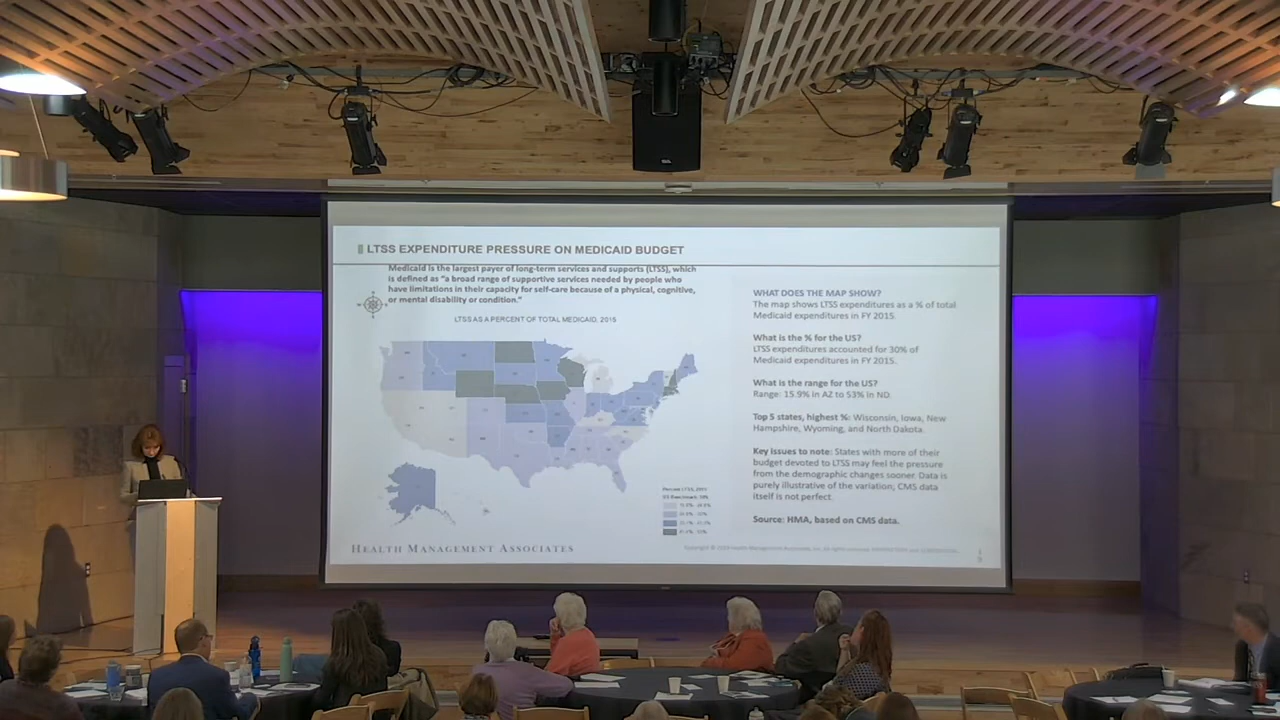 LTSS EXPENDITURE PRESSURE ON MEDICAID BUDGET
Medicaid is the largest payer of long-term services and supports (LTSS), which
is defined as "a broad range of supportive services needed by people who
have limitations in their capacity for self-care because of a physical, cognitive,
or mental disability or condition."
LTSS AS A PERCENT OF TOTAL MEDICAID, 2015
WHAT DOES THE MAP SHOW?
The map shows LTSS expenditures as a % of total
Medicaid expenditures in FY 2015.
What is the % for the US?
LTSS expenditures accounted for 30% of
Medicaid expenditures in FY 2015.
What is the range for the US?
Range: 15.9% in AZ to 53% in ND.
Top 5 states, highest %: Wisconsin, Iowa, New
Hampshire, Wyoming, and North Dakota.
Key issues to note: States with more of their
budget devoted to LTSS may feel the pressure
from the demographic changes sooner. Data is
purely illustrative of the variation; CMS data
itself is not perfect.
Source: HMA, based on CMS data.
HEALTH MANAGEMENT ASSOCIATES